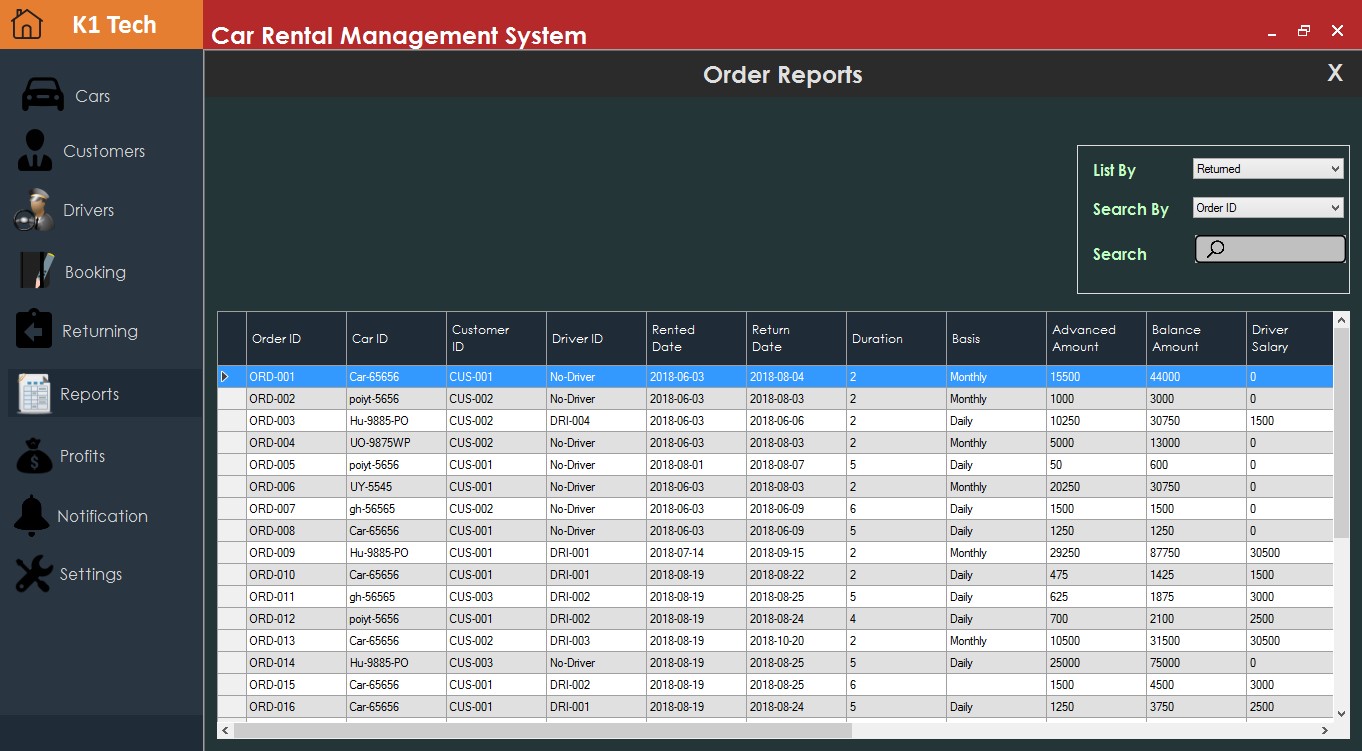 K1 Tech
Car Rental Management System
Order Reports
X
Cars
Customers
Drivers
Booking
Returning
Reports
Profits
Notification
Settings
List By Returned
Search By Order ID
Search
Order ID Car ID Customer ID Driver ID Rented Date Return Date Duration Basis Advanced Amount Balance Amount Driver Salary
ORD-001 Car-65656 CUS-001 No-Driver 2018-06-03 2018-08-04 2 Monthly 15500 44000 0
ORD-002 poiyt-5656 CUS-002 No-Driver 2018-06-03 2018-08-03 2 Monthly 1000 3000 0
ORD-003 Hu-9885-PO CUS-002 DRI-004 2018-06-03 2018-06-06 2 Daily 10250 30750 1500
ORD-004 UO-9875WP CUS-002 No-Driver 2018-06-03 2018-08-03 2 Monthly 5000 13000 0
ORD-005 poiyt-5656 CUS-001 No-Driver 2018-08-01 2018-08-07 5 Daily 50 600 0
ORD-006 UY-5545 CUS-001 No-Driver 2018-06-03 2018-08-03 2 Monthly 20250 30750 0
ORD-007 gh-56565 CUS-002 No-Driver 2018-06-03 2018-06-09 6 Daily 1500 1500 0
ORD-008 Car-65656 CUS-001 No-Driver 2018-06-03 2018-06-09 5 Daily 1250 1250 0
ORD-009 Hu-9885-PO CUS-001 DRI-001 2018-07-14 2018-09-15 2 Monthly 29250 87750 30500
ORD-010 Car-65656 CUS-001 DRI-001 2018-08-19 2018-08-22 2 Daily 475 1425 1500
ORD-011 gh-56565 CUS-003 DRI-002 2018-08-19 2018-08-25 5 Daily 625 1875 3000
ORD-012 poiyt-5656 CUS-001 DRI-002 2018-08-19 2018-08-24 4 Daily 700 2100 2500
ORD-013 Car-65656 CUS-002 DRI-003 2018-08-19 2018-10-20 2 Monthly 10500 31500 30500
ORD-014 Hu-9885-PO CUS-003 No-Driver 2018-08-19 2018-08-25 5 Daily 25000 75000 0
ORD-015 Car-65656 CUS-001 DRI-002 2018-08-19 2018-08-25 6 1500 4500 3000
ORD-016 Car-65656 CUS-001 DRI-001 2018-08-19 2018-08-24 5 Daily 1250 3750 2500